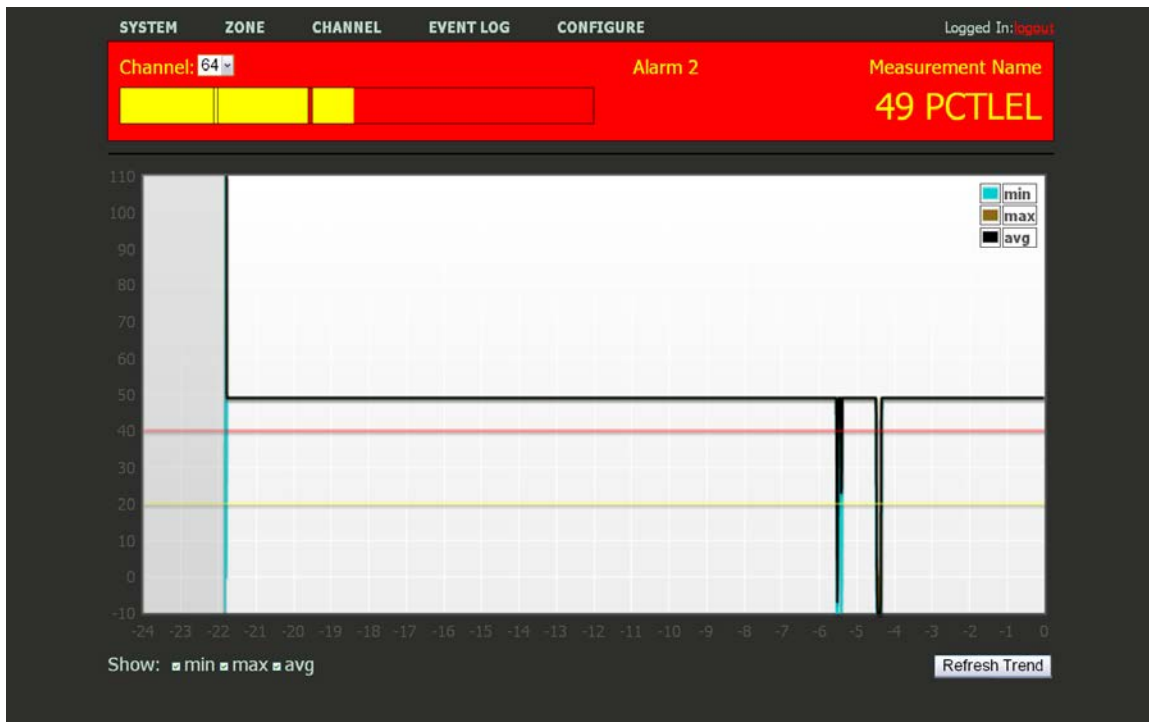 SYSTEM ZONE CHANNEL EVENT LOG CONFIGURE Logged In:logout
Channel: 64 Alarm 2 Measurement Name
49 PCTLEL
110
100
90
80
70
60
50
40
30
20
10
0
-10
min
max
avg
-24 -23 -22 -21 -20 -19 -18 -17 -16 -15 -14 -13 -12 -11 -10 -9 -8 -7 -6 -5 -4 -3 -2 -1 0
Show: min max avg Refresh Trend